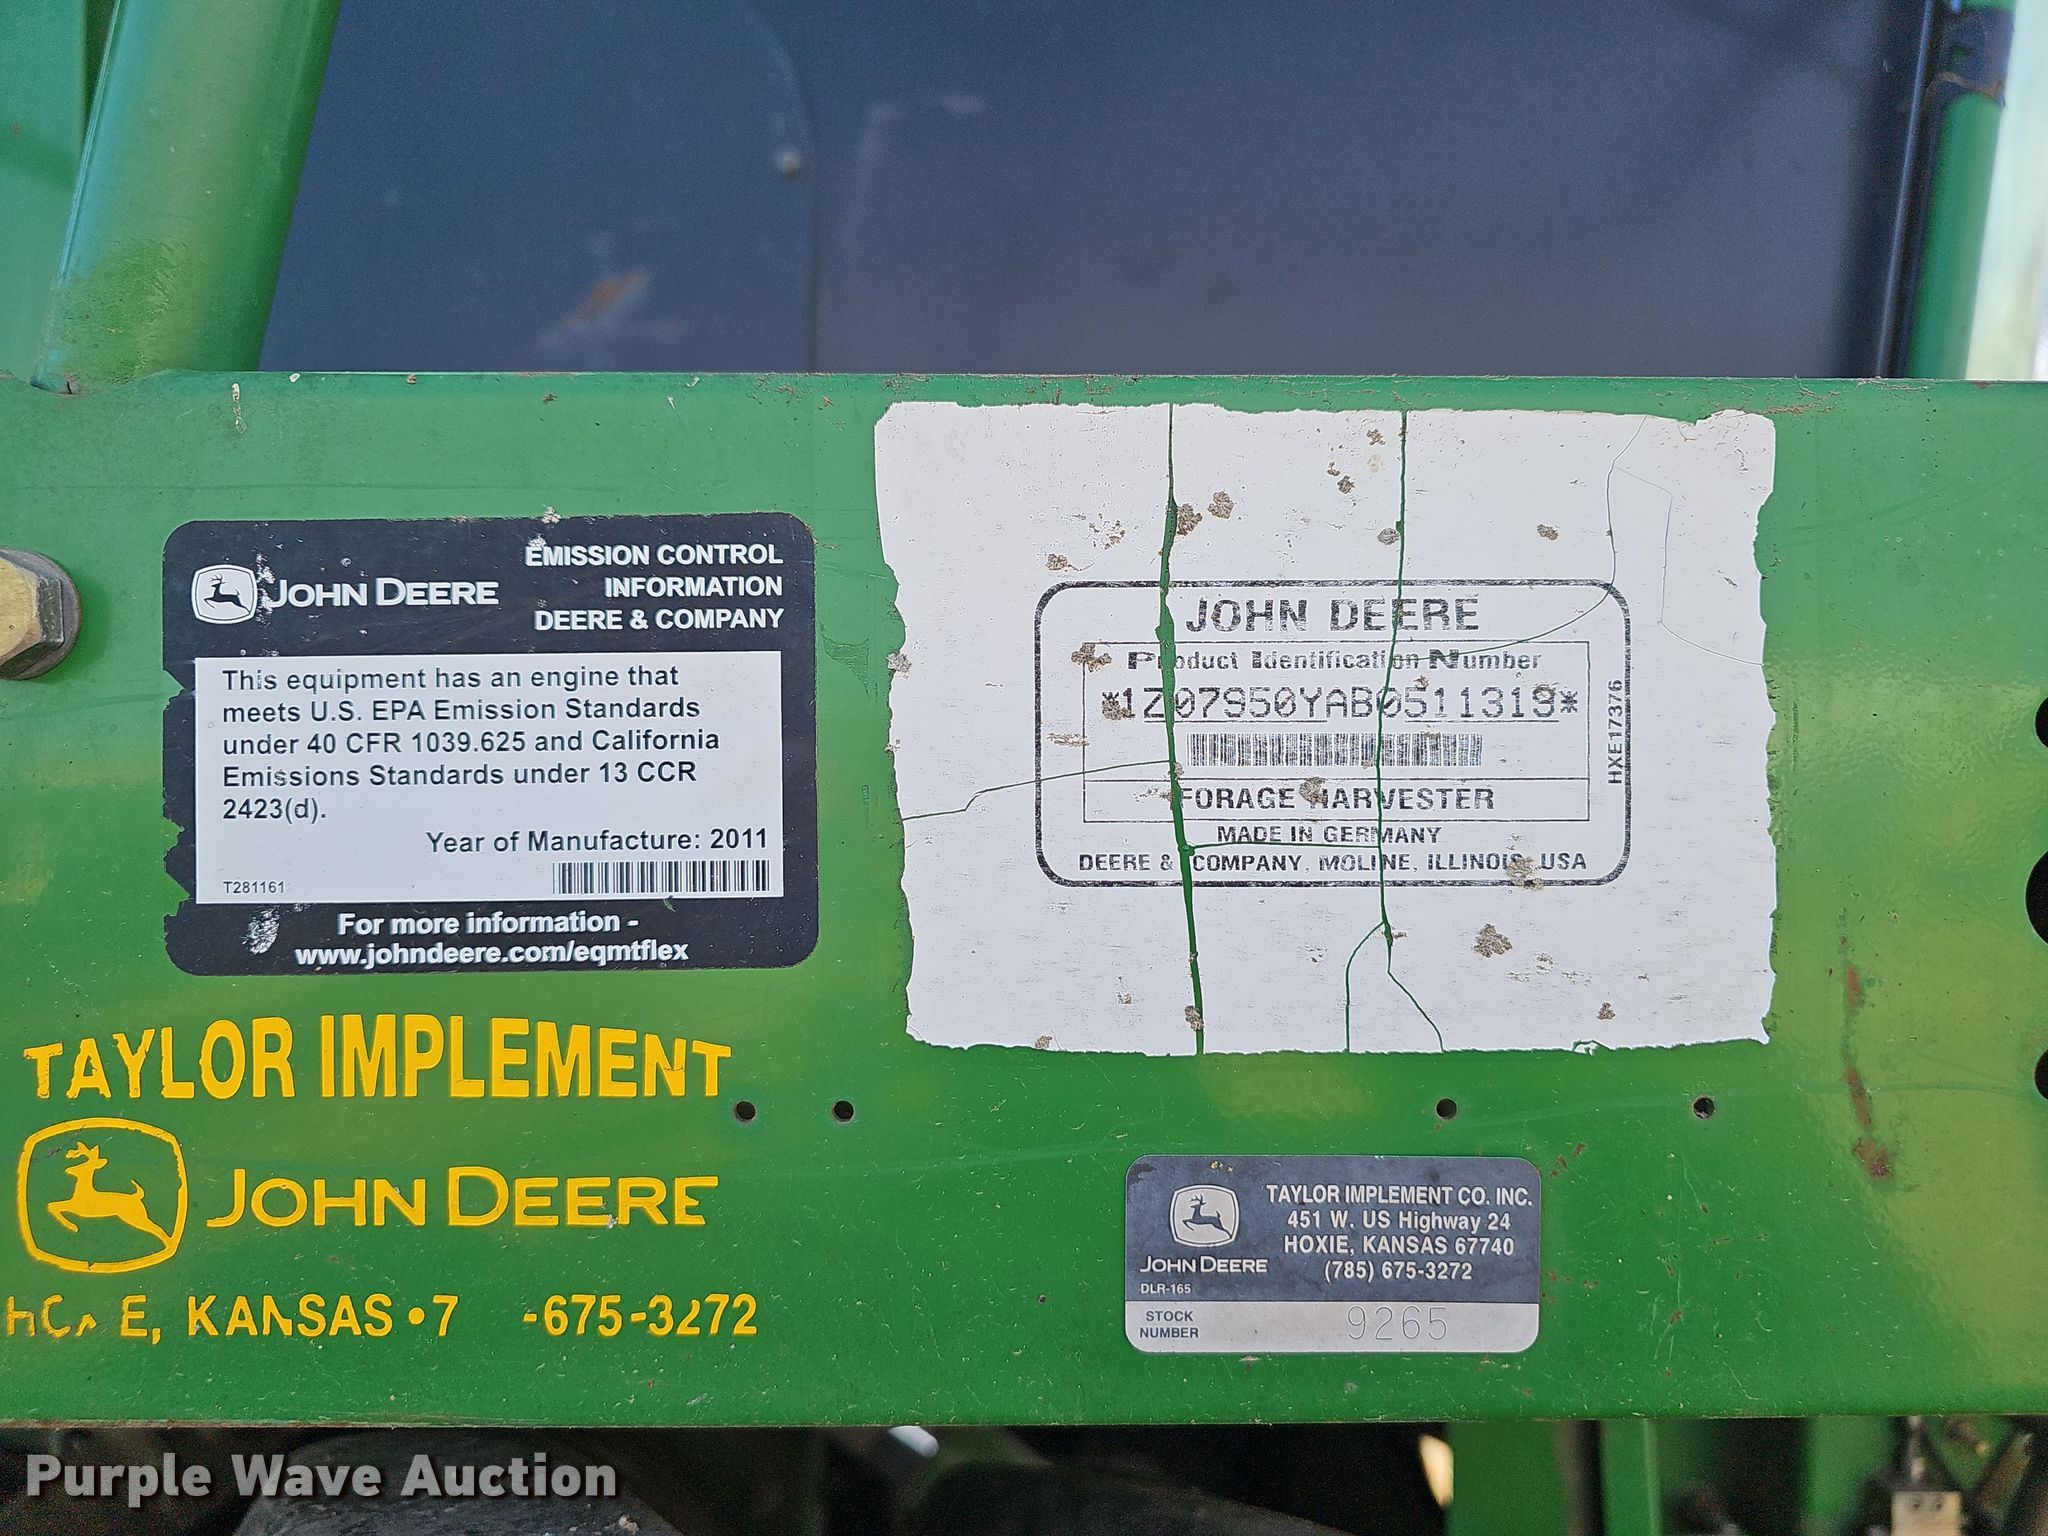 JOHN DEERE
EMISSION CONTROL
INFORMATION
DEERE & COMPANY
This equipment has an engine that
meets U.S. EPA Emission Standards
under 40 CFR 1039.625 and California
Emissions Standards under 13 CCR
2423(d).
Year of Manufacture: 2011
T281161
For more information -
www.johndeere.com/eqmtflex
JOHN DEERE
Product Identification Number
*1Z07950YAB0511319*
FORAGE HARVESTER
MADE IN GERMANY
DEERE & COMPANY, MOLINE, ILLINOIS, USA
HXE17376
TAYLOR IMPLEMENT
JOHN DEERE
KANSAS • 7 -675-3272
JOHN DEERE
DLR-165
TAYLOR IMPLEMENT CO. INC.
451 W. US Highway 24
HOXIE, KANSAS 67740
(785) 675-3272
STOCK
NUMBER
9265
Purple Wave Auction